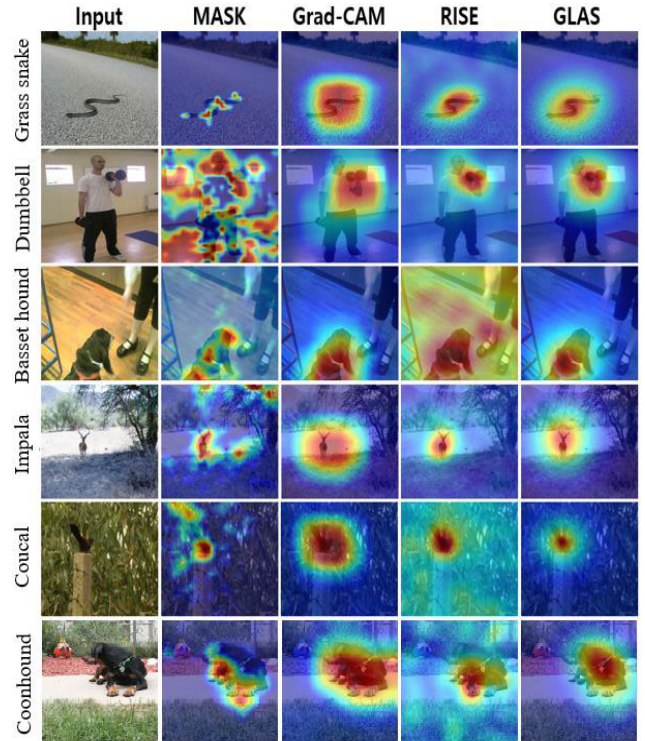 Input MASK Grad-CAM RISE GLAS
Grass snake
Dumbbell
Basset hound
Impala
Coucal
Coonhound